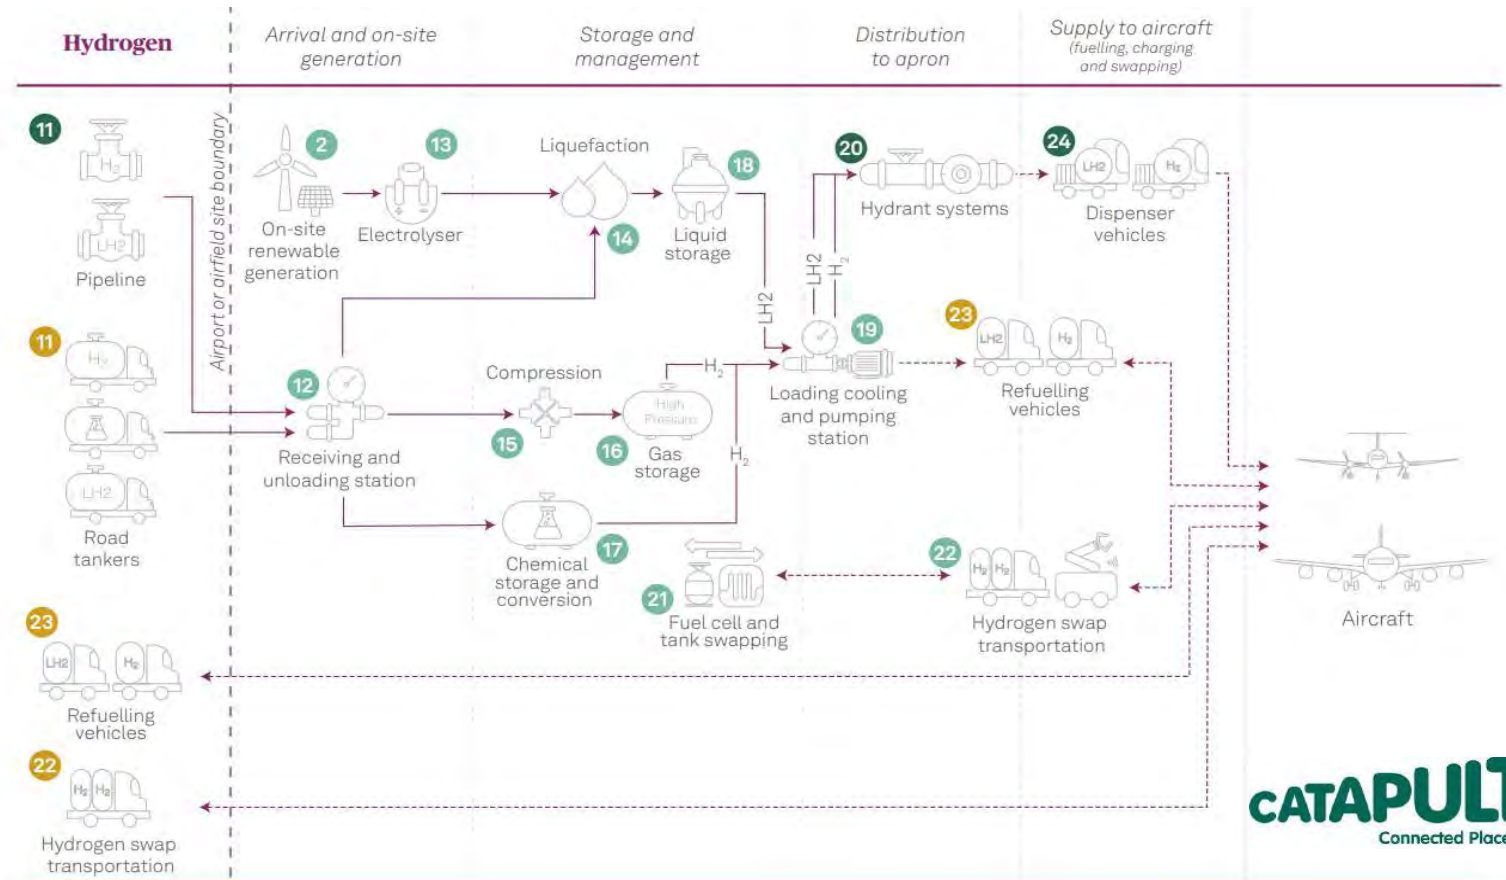 Hydrogen
Arrival and on-site
generation
Storage and
management
Distribution
to apron
Supply to aircraft
(fuelling, charging
and swapping)
Airport or airfield site boundary
11
H2
LH2
Pipeline
11
H2
LH2
Road
tankers
2
On-site
renewable
generation
13
Electrolyser
Liquefaction
14
18
Liquid
storage
LH2
12
Receiving and
unloading station
Compression
15
High
Pressure
16
Gas
storage
H2
H2
17
Chemical
storage and
conversion
19
Loading cooling
and pumping
station
LH2
H2
20
Hydrant systems
24
LH2
H2
Dispenser
vehicles
23
LH2
H2
Refuelling
vehicles
21
Fuel cell and
tank swapping
22
H2 H2
Hydrogen swap
transportation
Aircraft
23
LH2
H2
Refuelling
vehicles
22
H2 H2
Hydrogen swap
transportation
CATAPULT
Connected Place